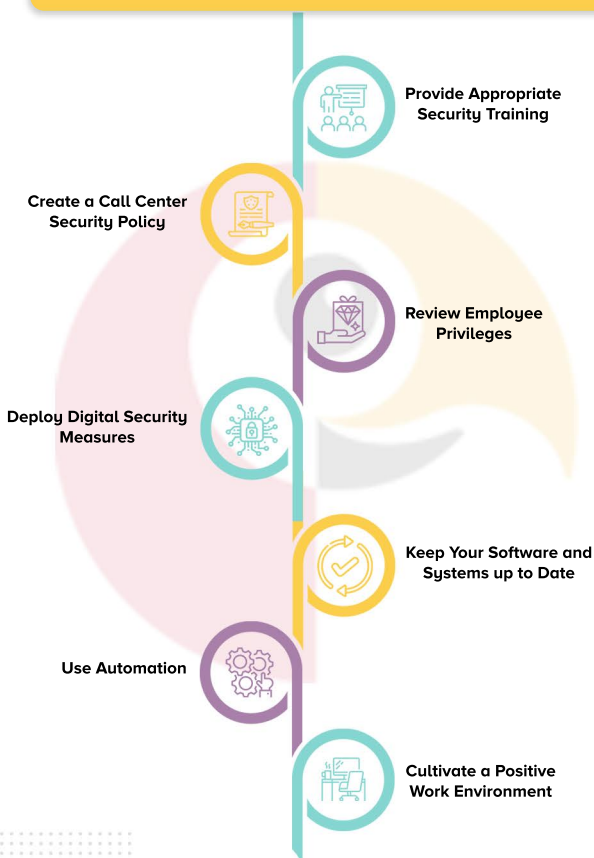 Provide Appropriate
Security Training
Create a Call Center
Security Policy
Review Employee
Privileges
Deploy Digital Security
Measures
Keep Your Software and
Systems up to Date
Use Automation
Cultivate a Positive
Work Environment